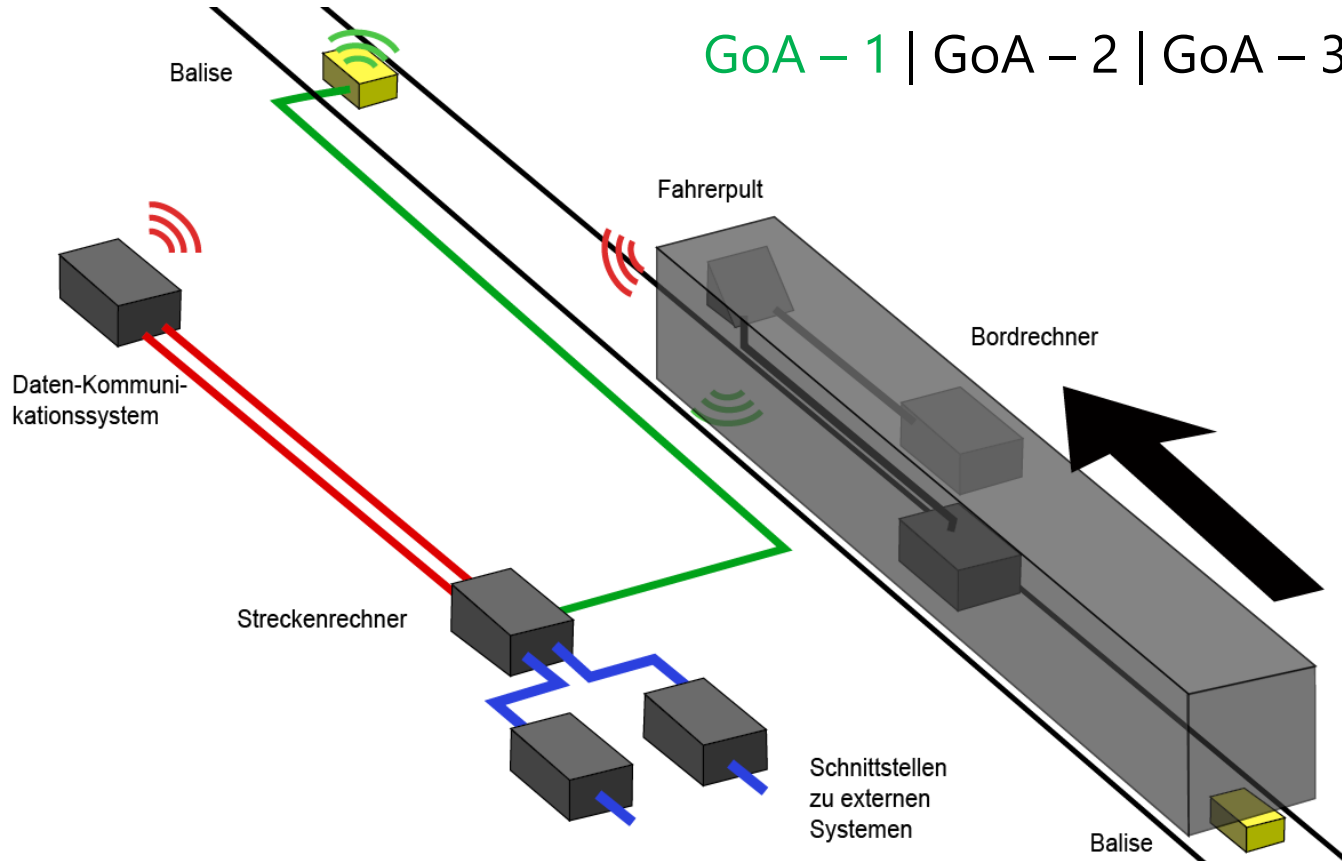 GoA – 1 | GoA – 2 | GoA – 3
Balise
Fahrerpult
Bordrechner
Daten-Kommuni-
kationssystem
Streckenrechner
Schnittstellen
zu externen
Systemen
Balise